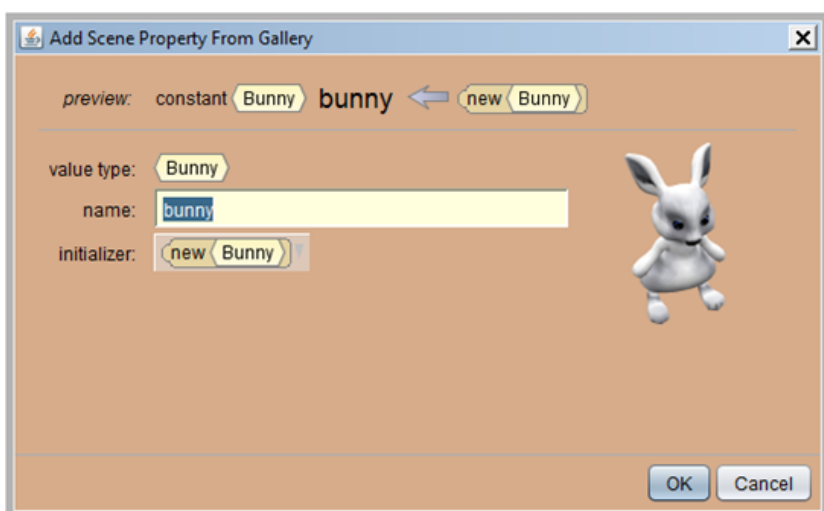 Add Scene Property From Gallery
preview: constant Bunny bunny new Bunny
value type: Bunny
name: bunny
initializer: new Bunny
OK Cancel